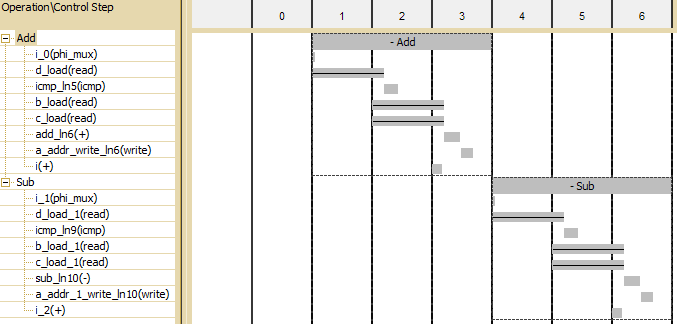 Operation\Control Step 0 1 2 3 4 5 6
Add - Add
i_0(phi_mux)
d_load(read)
icmp_ln5(icmp)
b_load(read)
c_load(read)
add_ln6(+)
a_addr_write_ln6(write)
i(+)
Sub - Sub
i_1(phi_mux)
d_load_1(read)
icmp_ln9(icmp)
b_load_1(read)
c_load_1(read)
sub_ln10(-)
a_addr_1_write_ln10(write)
i_2(+)